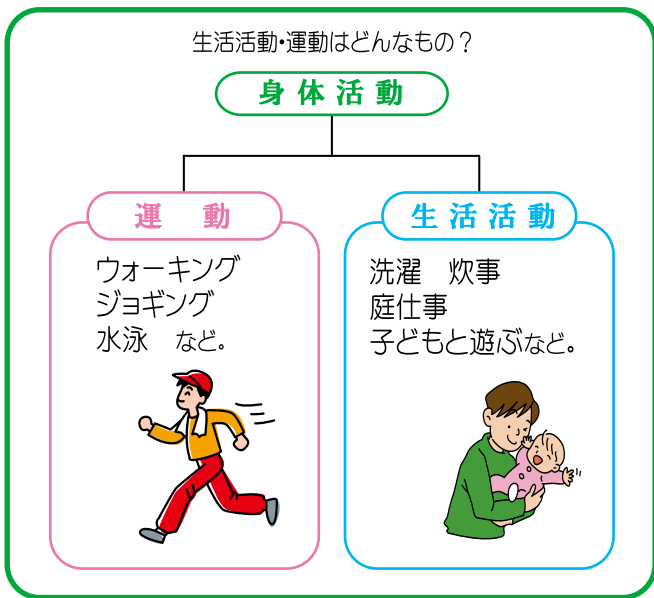 生活活動・運動はどんなもの？
身体活動
運動
ウォーキング
ジョギング
水泳　など。
生活活動
洗濯　炊事
庭仕事
子どもと遊ぶなど。